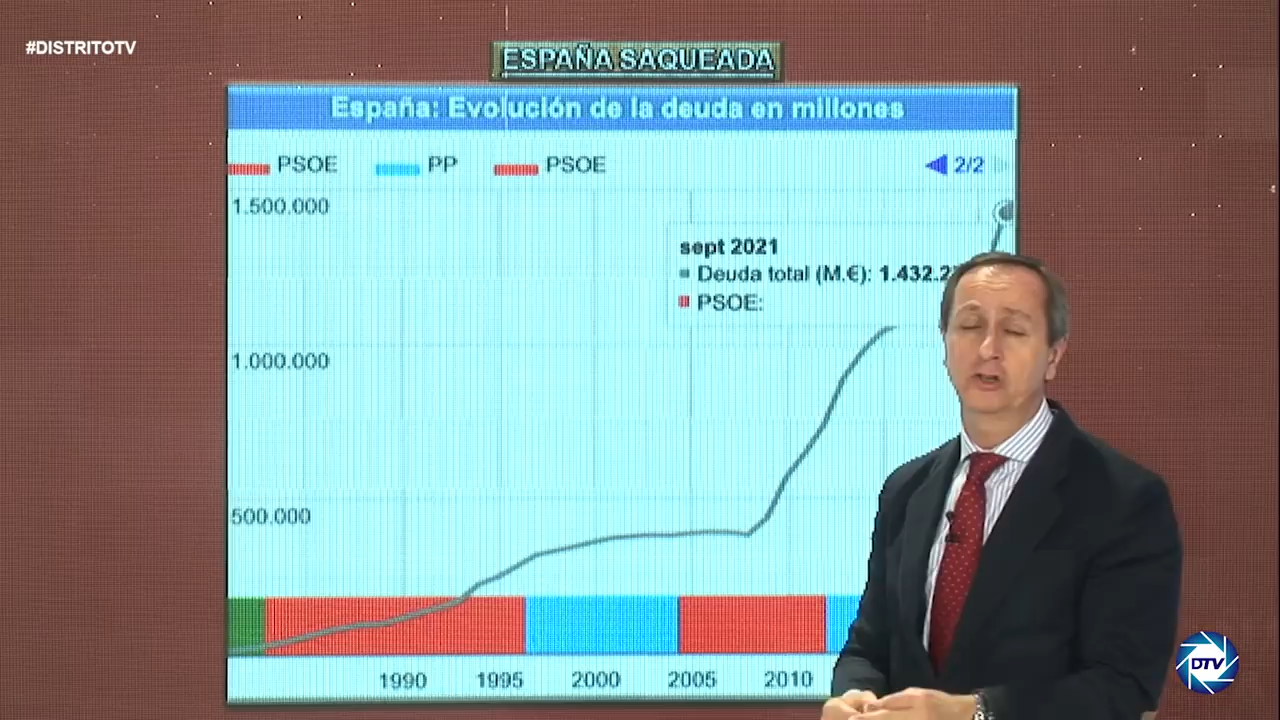 #DISTRITOTV
ESPAÑA SAQUEADA
España: Evolución de la deuda en millones
PSOE PP PSOE 2/2
1.500.000
sept 2021
Deuda total (M.€): 1.432.2
PSOE:
1.000.000
500.000
1990 1995 2000 2005 2010
DTV